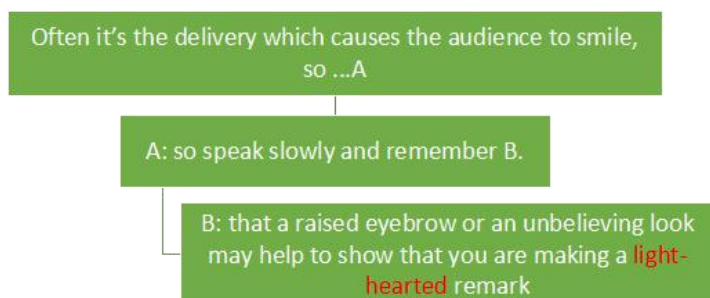 Often it's the delivery which causes the audience to smile,
so ...A
A: so speak slowly and remember B.
B: that a raised eyebrow or an unbelieving look
may help to show that you are making a light-
hearted remark